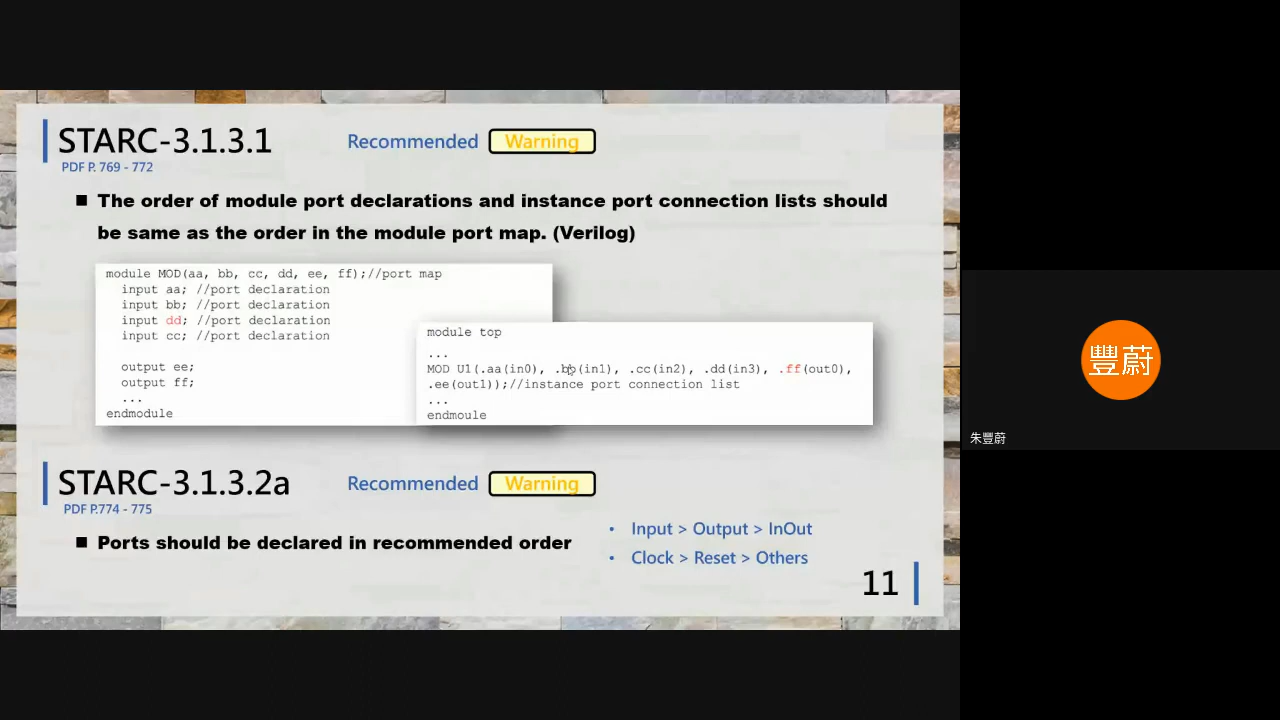 STARC-3.1.3.1
Recommended
Warning
PDF P. 769 - 772
■ The order of module port declarations and instance port connection lists should
be same as the order in the module port map. (Verilog)
module MOD(aa, bb, cc, dd, ee, ff);//port map
input aa; //port declaration
input bb; //port declaration
input dd; //port declaration
input cc; //port declaration
output ee;
output ff;
...
endmodule
module top
...
MOD U1(.aa(in0), .bb(in1), .cc(in2), .dd(in3), .ff(out0),
.ee(out1));//instance port connection list
...
endmoule
STARC-3.1.3.2a
Recommended
Warning
PDF P.774 - 775
■ Ports should be declared in recommended order
• Input > Output > InOut
• Clock > Reset > Others
11
豐蔚
朱豐蔚